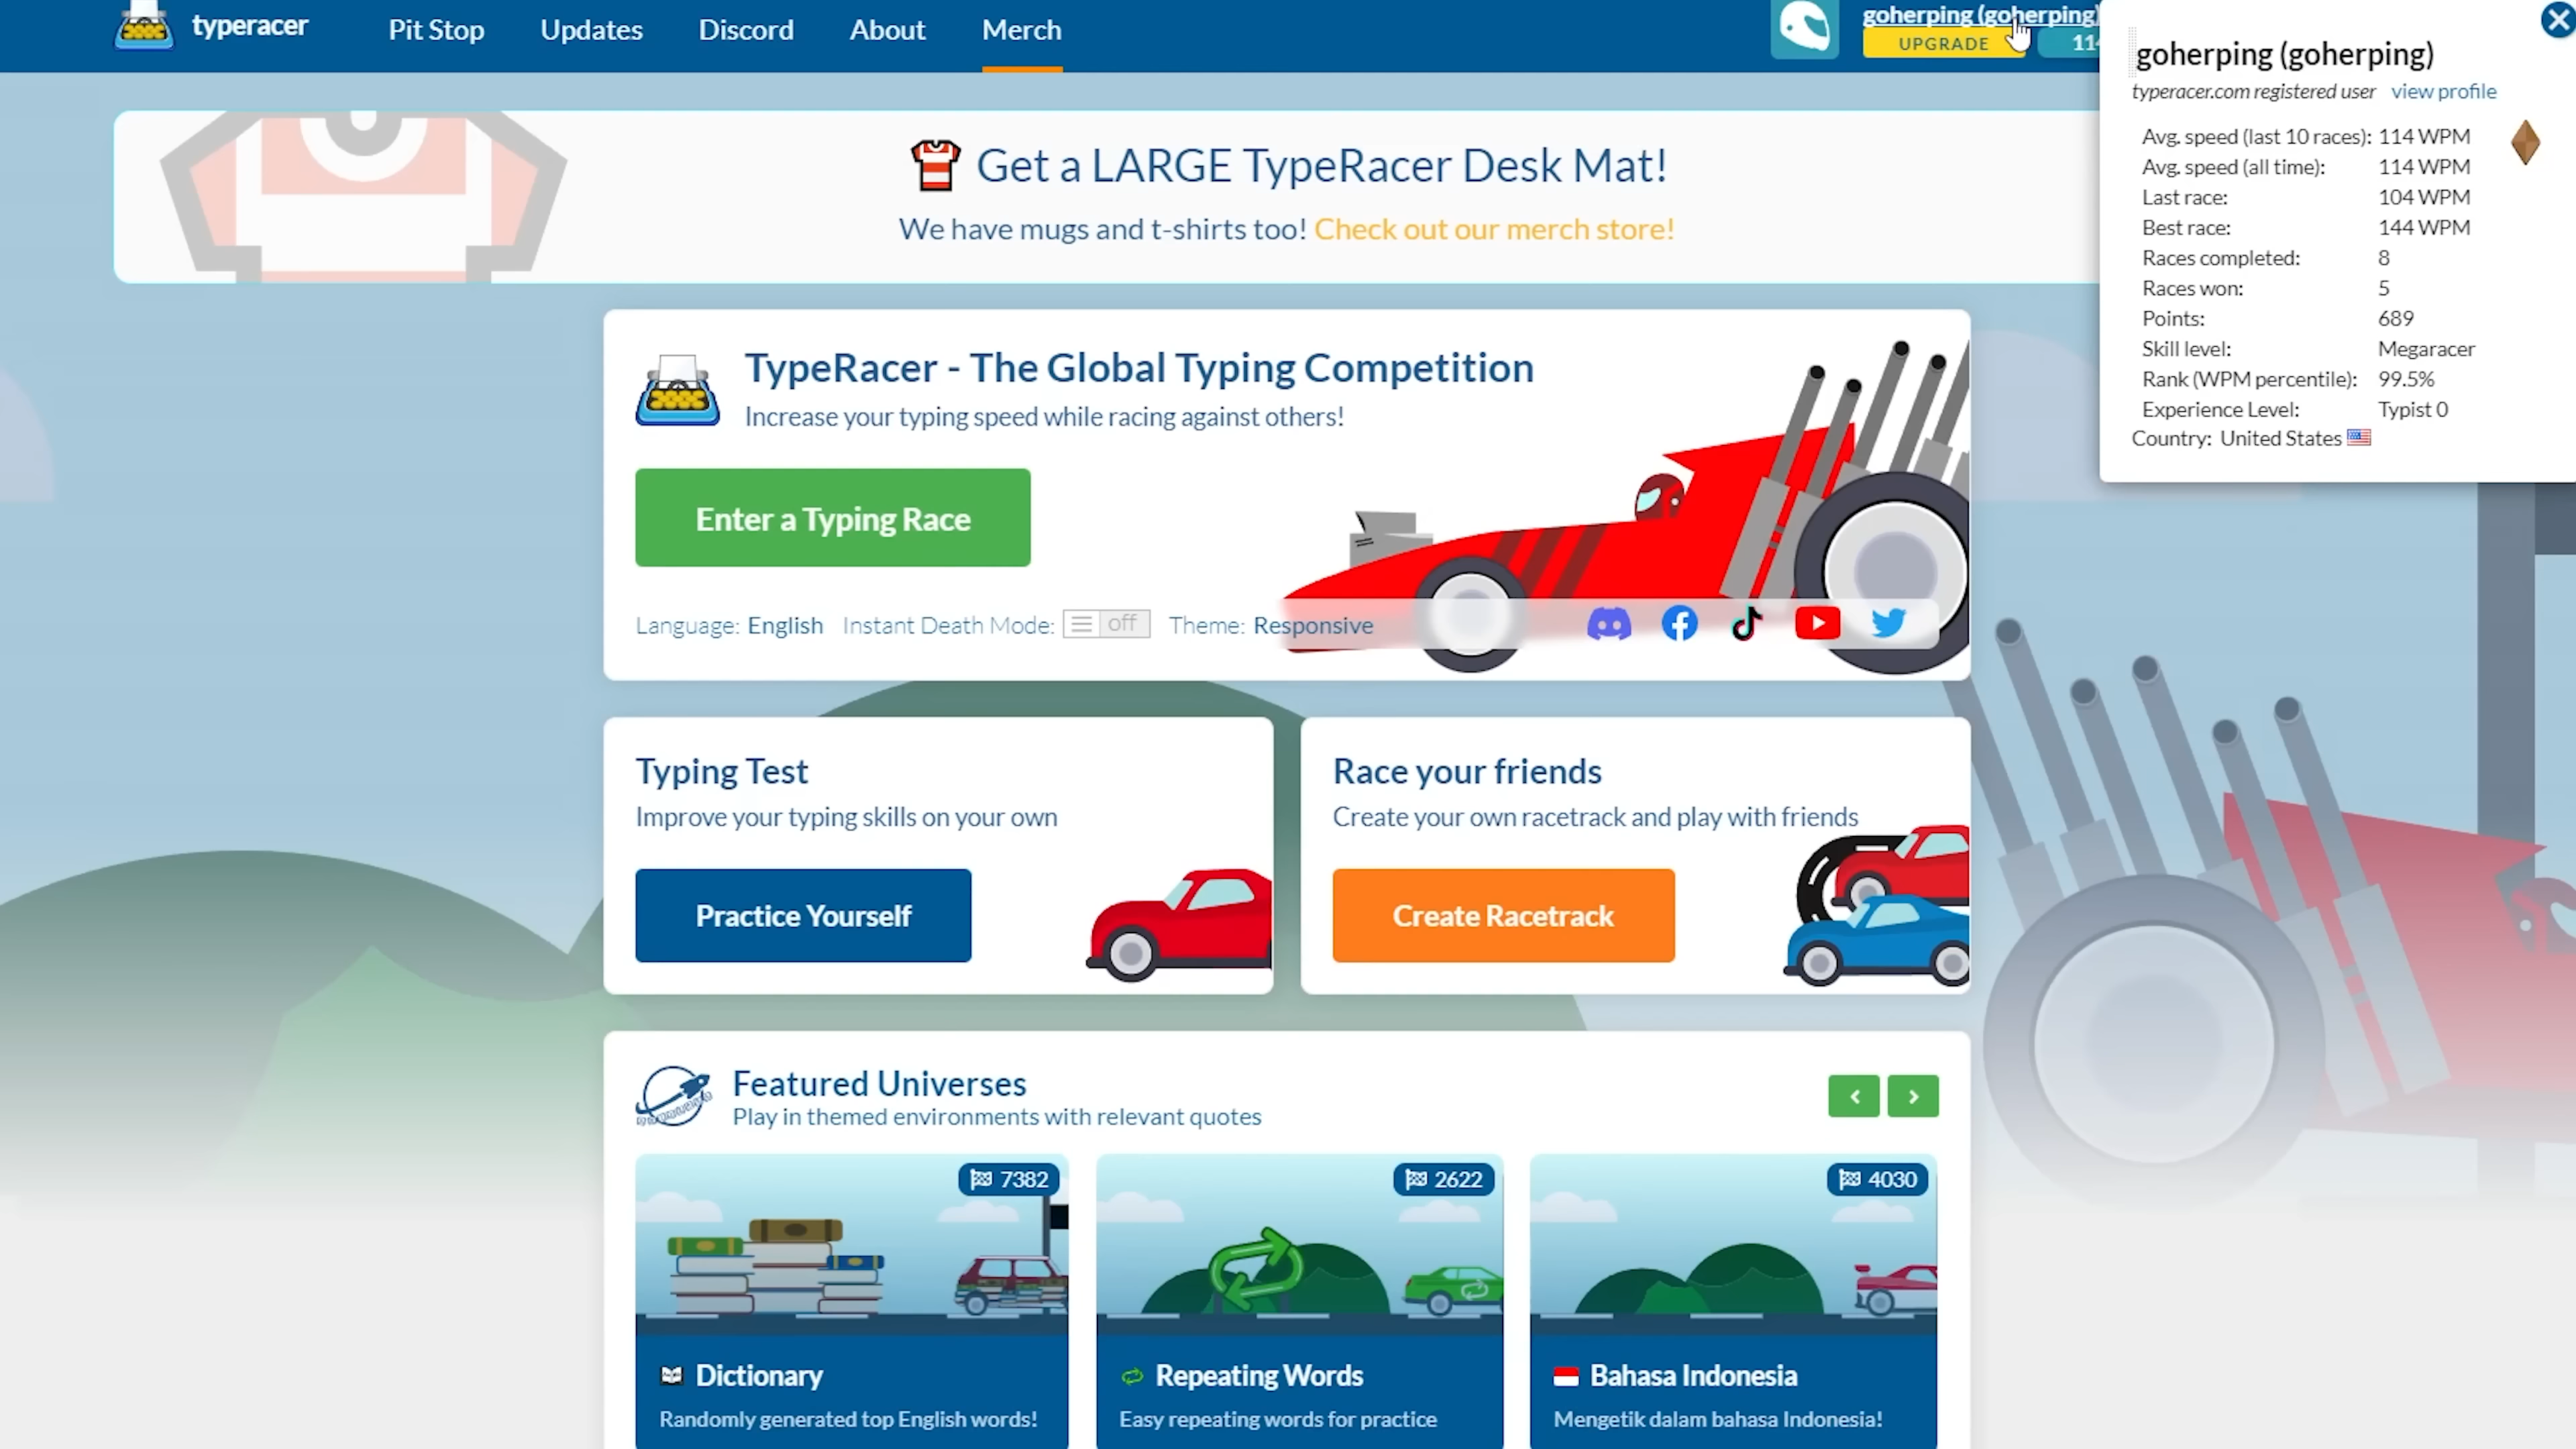 typeracer
Pit Stop
Updates
Discord
About
Merch
goherping (goherping)
UPGRADE
114
goherping (goherping)
typeracer.com registered user view profile
Avg. speed (last 10 races): 114 WPM
Avg. speed (all time): 114 WPM
Last race: 104 WPM
Best race: 144 WPM
Races completed: 8
Races won: 5
Points: 689
Skill level: Megaracer
Rank (WPM percentile): 99.5%
Experience Level: Typist 0
Country: United States
Get a LARGE TypeRacer Desk Mat!
We have mugs and t-shirts too! Check out our merch store!
TypeRacer - The Global Typing Competition
Increase your typing speed while racing against others!
Enter a Typing Race
Language: English Instant Death Mode: off Theme: Responsive
Typing Test
Improve your typing skills on your own
Practice Yourself
Race your friends
Create your own racetrack and play with friends
Create Racetrack
Featured Universes
Play in themed environments with relevant quotes
7382
Dictionary
Randomly generated top English words!
2622
Repeating Words
Easy repeating words for practice
4030
Bahasa Indonesia
Mengetik dalam bahasa Indonesia!